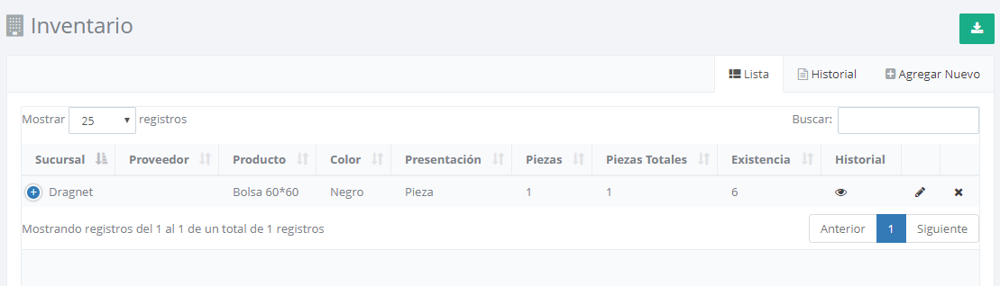 Inventario
Lista Historial Agregar Nuevo
Mostrar 25 registros Buscar:
Sucursal Proveedor Producto Color Presentación Piezas Piezas Totales Existencia Historial
Dragnet Bolsa 60*60 Negro Pieza 1 1 6
Mostrando registros del 1 al 1 de un total de 1 registros Anterior 1 Siguiente